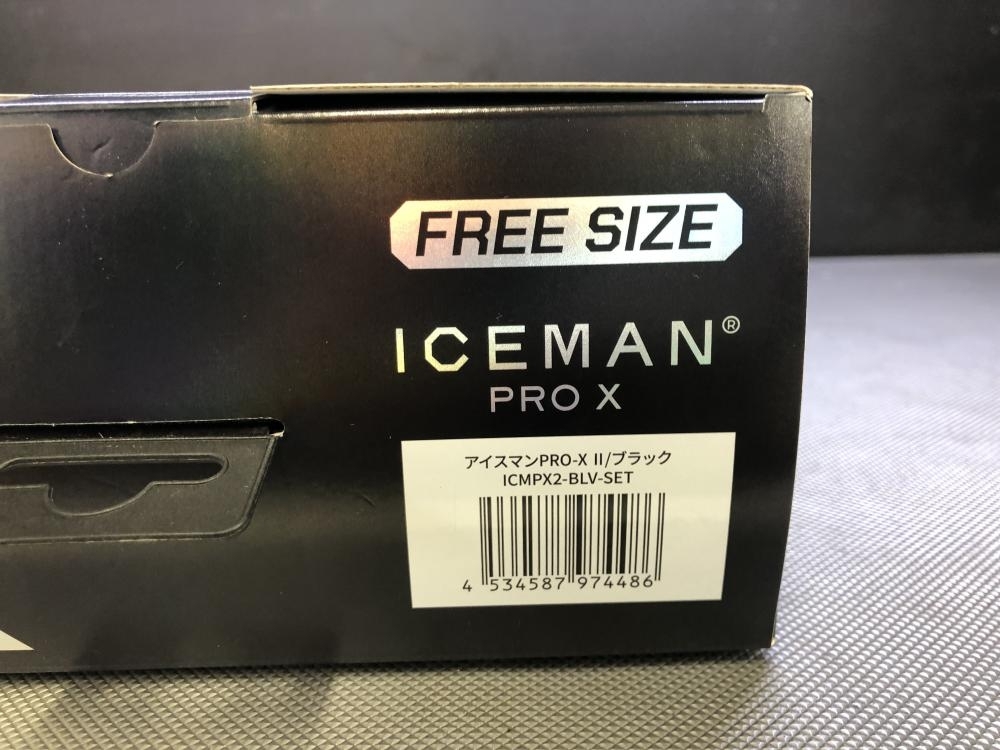 FREE SIZE
ICEMAN®
PRO X
アイスマンPRO-X II/ブラック
ICMPX2-BLV-SET
4 534587 974486